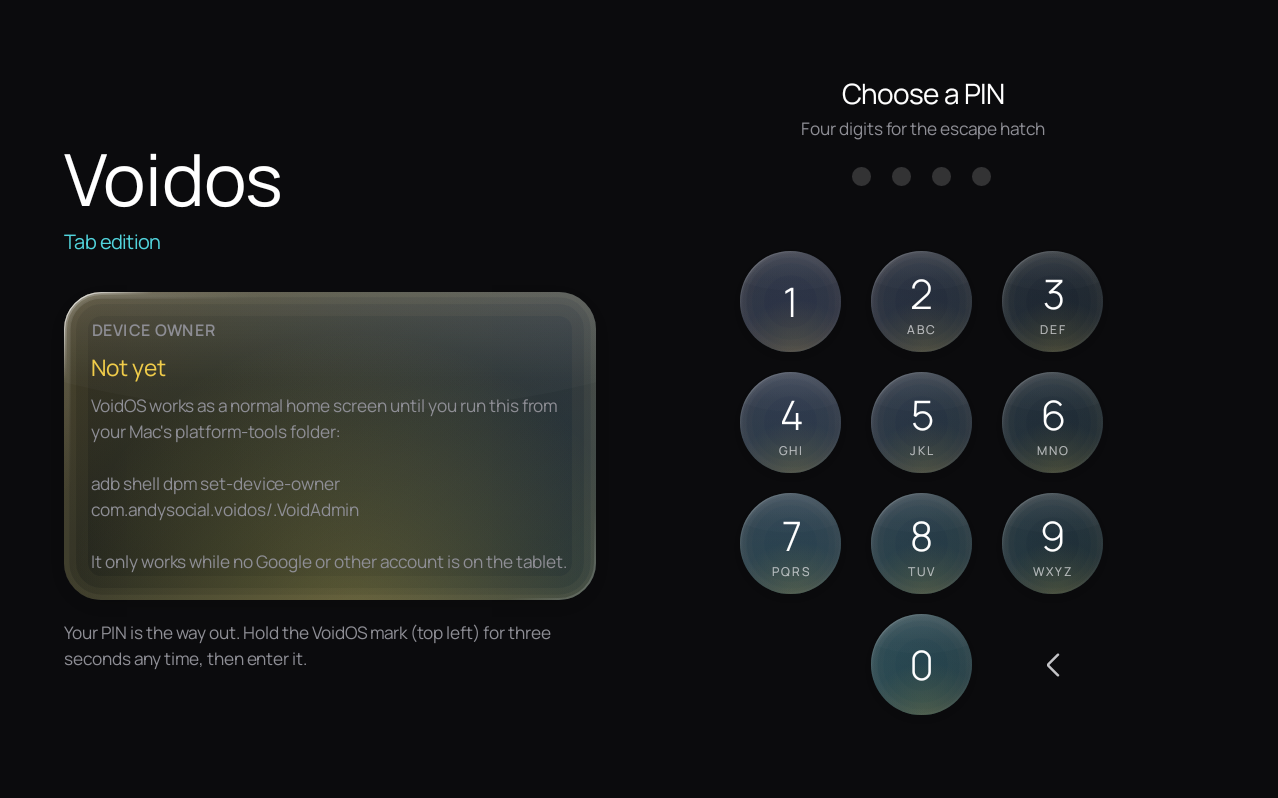 Voidos
Tab edition
DEVICE OWNER
Not yet
VoidOS works as a normal home screen until you run this from
your Mac's platform-tools folder:
adb shell dpm set-device-owner
com.andysocial.voidos/.VoidAdmin
It only works while no Google or other account is on the tablet.
Your PIN is the way out. Hold the VoidOS mark (top left) for three
seconds any time, then enter it.
Choose a PIN
Four digits for the escape hatch
1 2 3
ABC DEF
4 5 6
GHI JKL MNO
7 8 9
PQRS TUV WXYZ
0